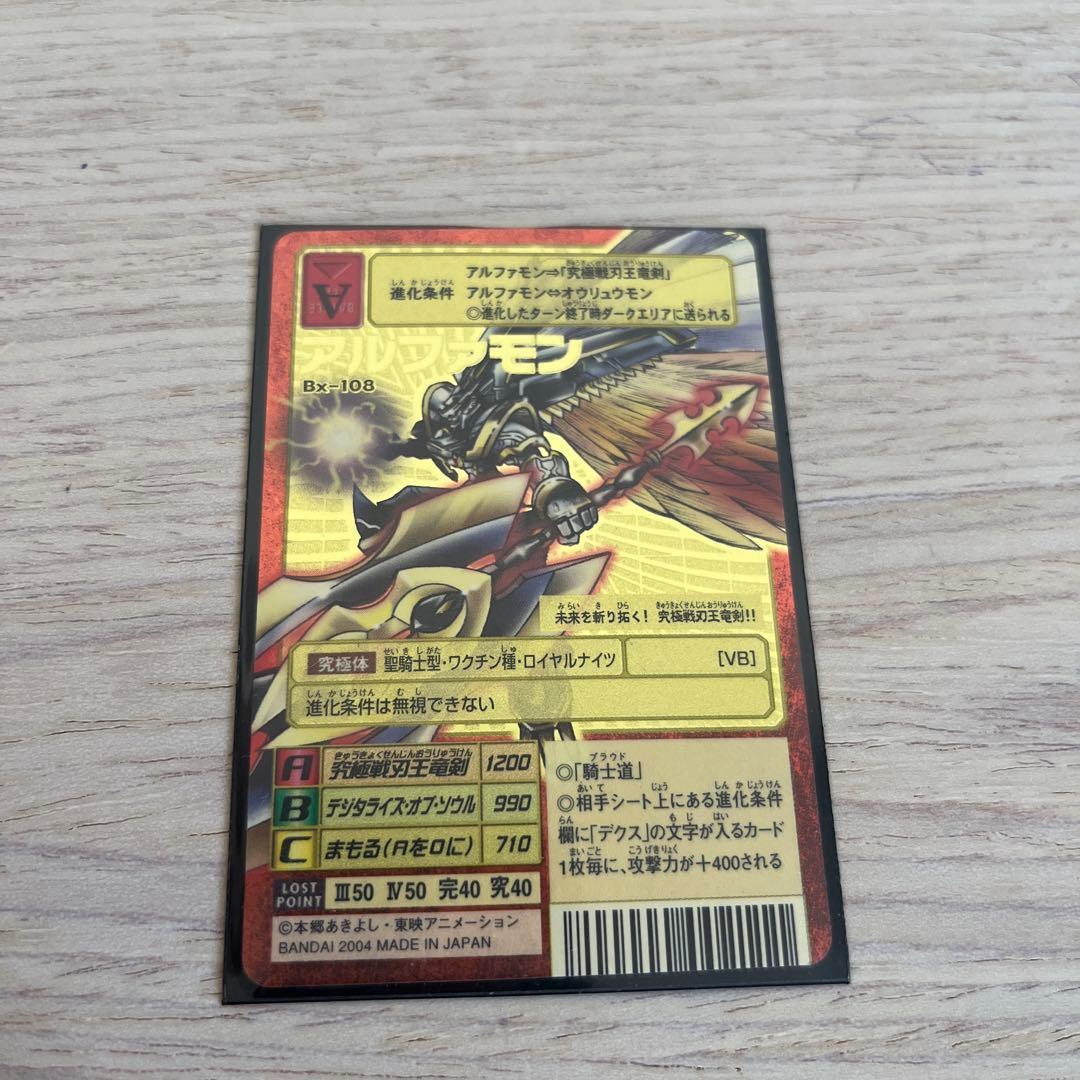 アルファモン⇒「究極戦刃王竜剣」
進化条件 アルファモン⇔オウリュウモン
◎進化したターン終了時ダークエリアに送られる
A
BATTLE
アルファモン
Bx-108
未来を斬り拓く! 究極戦刃王竜剣!!
究極体 聖騎士型・ワクチン種・ロイヤルナイツ [VB]
進化条件は無視できない
A 究極戦刃王竜剣 1200
B デジタライズ・オブ・ソウル 990
C まもる(Aを0に) 710
LOST POINT Ⅲ50 Ⅳ50 完40 究40
©本郷あきよし・東映アニメーション
BANDAI 2004 MADE IN JAPAN
◎「騎士道」
◎相手シート上にある進化条件
欄に「デクス」の文字が入るカード
1枚毎に、攻撃力が+400される